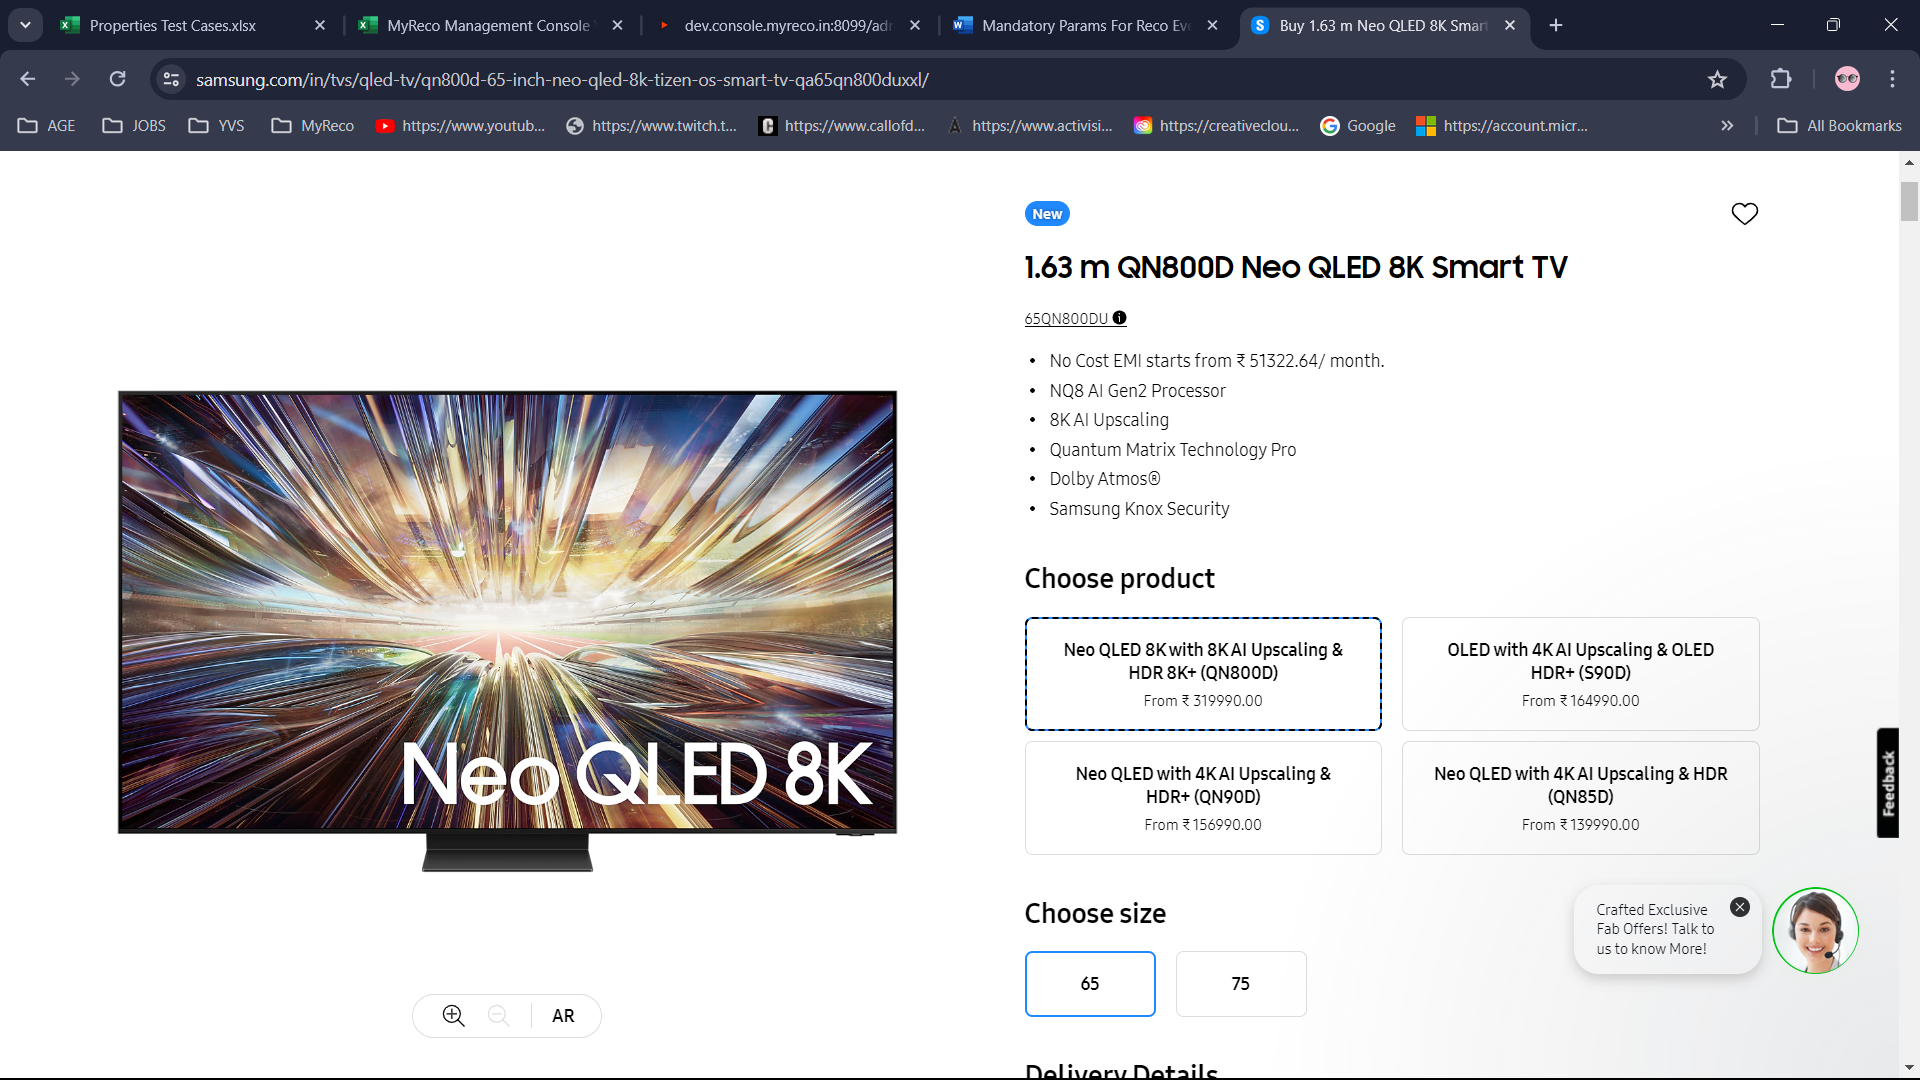 Properties Test Cases.xlsx
MyReco Management Console
dev.console.myreco.in:8099/adr
Mandatory Params For Reco Eve
Buy 1.63 m Neo QLED 8K Smart
samsung.com/in/tvs/qled-tv/qn800d-65-inch-neo-qled-8k-tizen-os-smart-tv-qa65qn800duxxl/
AGE
JOBS
YVS
MyReco
https://www.youtub...
https://www.twitch.t...
https://www.callofd...
https://www.activisi...
https://creativeclou...
Google
https://account.micr...
All Bookmarks
New
1.63 m QN800D Neo QLED 8K Smart TV
65QN800DU
• No Cost EMI starts from ₹ 51322.64/ month.
• NQ8 AI Gen2 Processor
• 8K AI Upscaling
• Quantum Matrix Technology Pro
• Dolby Atmos®
• Samsung Knox Security
Neo QLED 8K
Choose product
Neo QLED 8K with 8K AI Upscaling &
HDR 8K+ (QN800D)
From ₹ 319990.00
OLED with 4K AI Upscaling & OLED
HDR+ (S90D)
From ₹ 164990.00
Neo QLED with 4K AI Upscaling &
HDR+ (QN90D)
From ₹ 156990.00
Neo QLED with 4K AI Upscaling & HDR
(QN85D)
From ₹ 139990.00
Feedback
Choose size
65
75
Crafted Exclusive
Fab Offers! Talk to
us to know More!
AR
Delivery Details